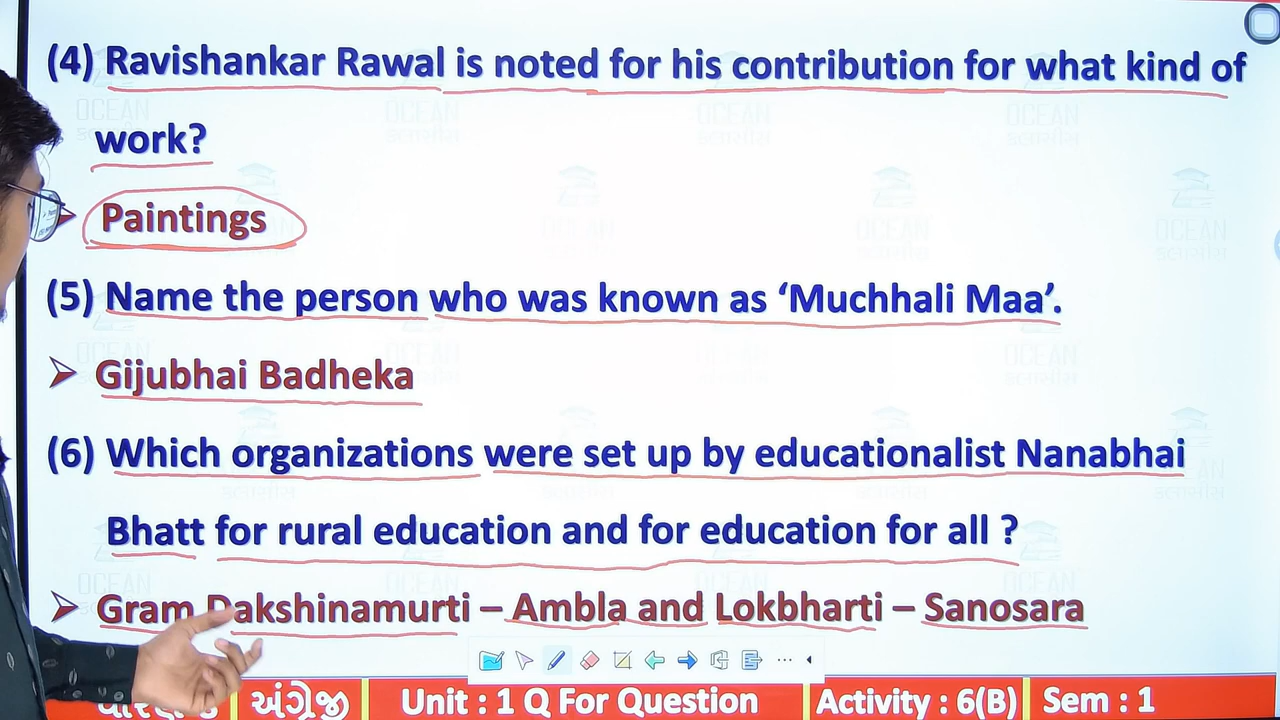 (4) Ravishankar Rawal is noted for his contribution for what kind of
work?
Paintings
(5) Name the person who was known as ‘Muchhali Maa’.
Gijubhai Badheka
(6) Which organizations were set up by educationalist Nanabhai
Bhatt for rural education and for education for all ?
Gram Dakshinamurti – Ambla and Lokbharti – Sanosara
અંગ્રેજી Unit : 1 Q For Question Activity : 6(B) Sem : 1
OCEAN
ક્લાસીસ